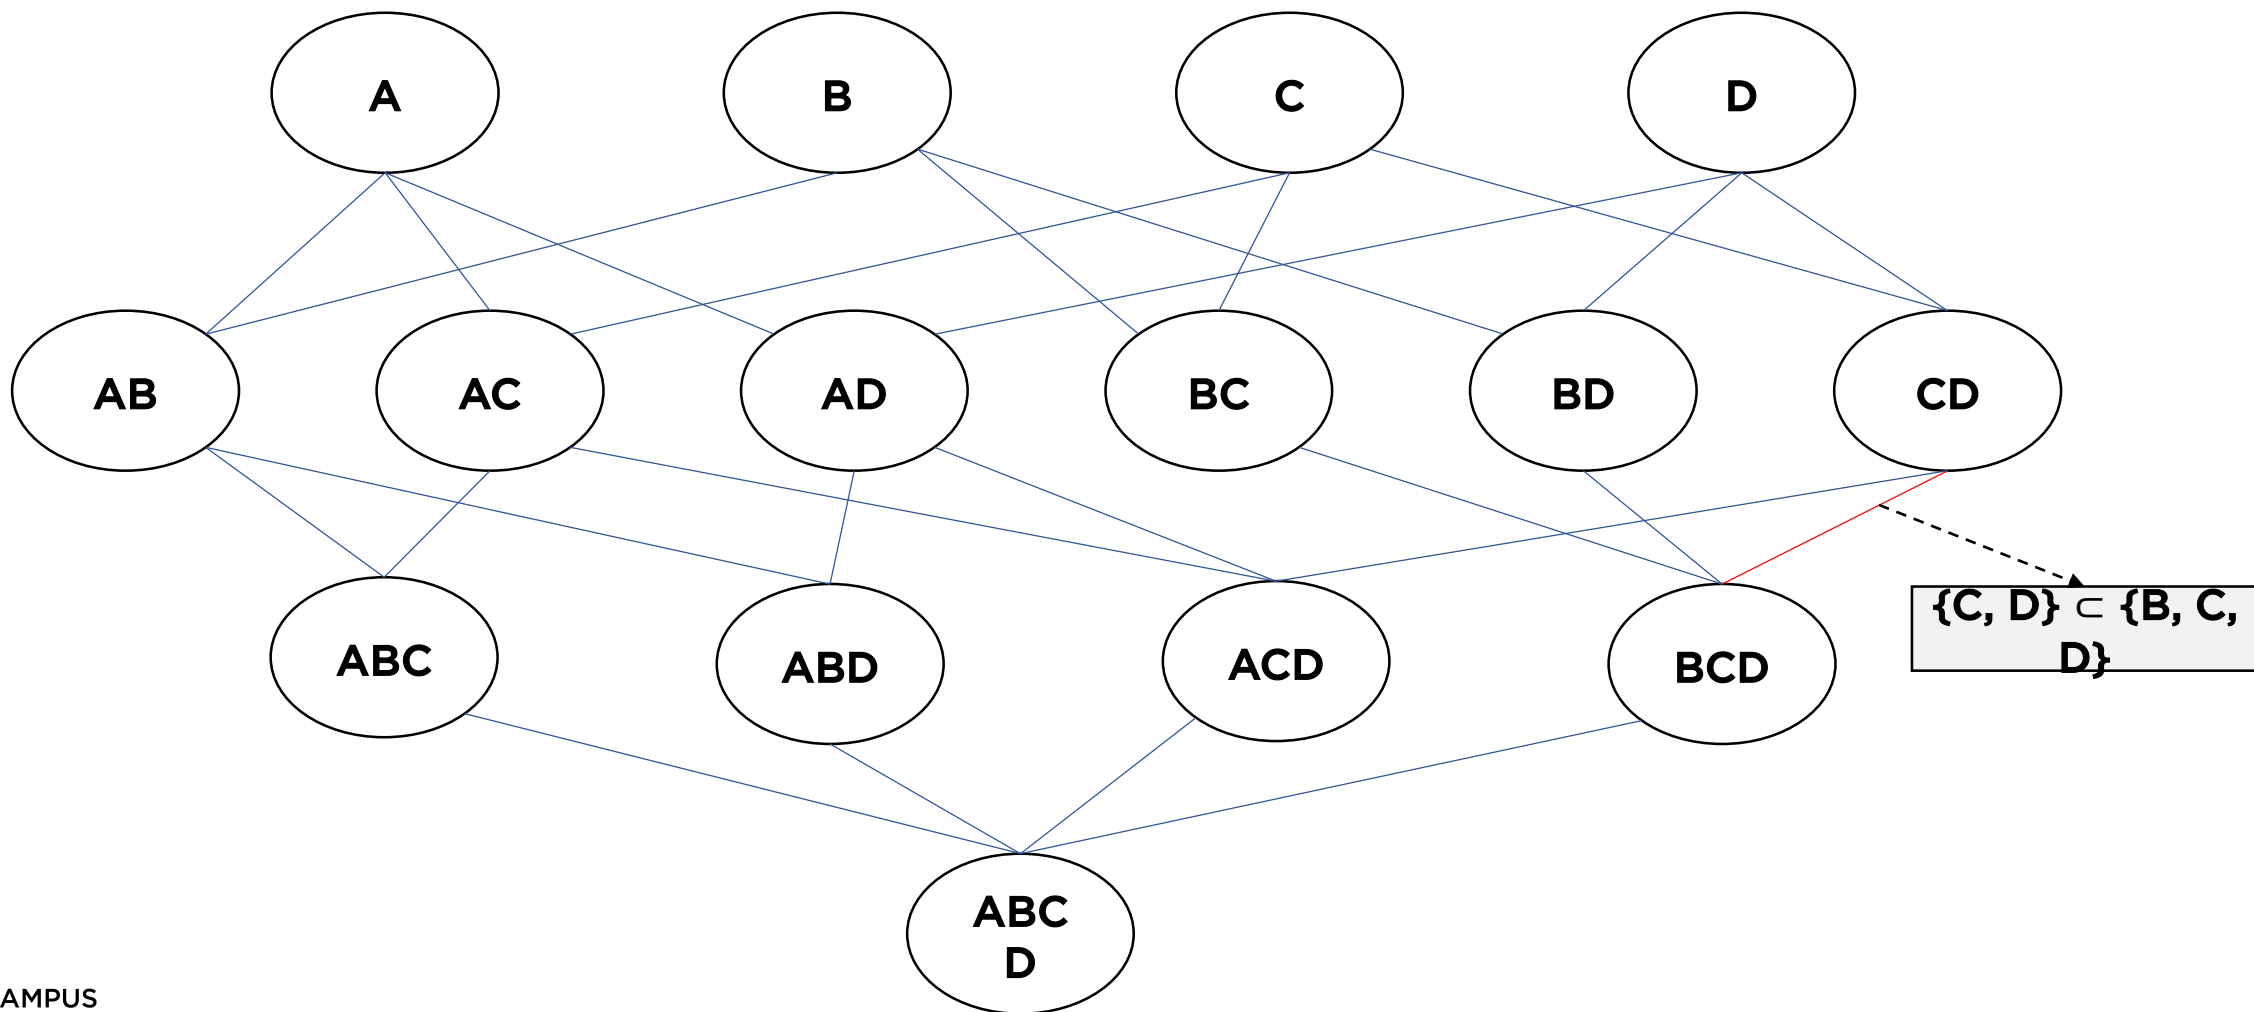 A
B
C
D
AB
AC
AD
BC
BD
CD
ABC
ABD
ACD
BCD
{C, D} ⊂ {B, C,
D}
ABC
D
AMPUS